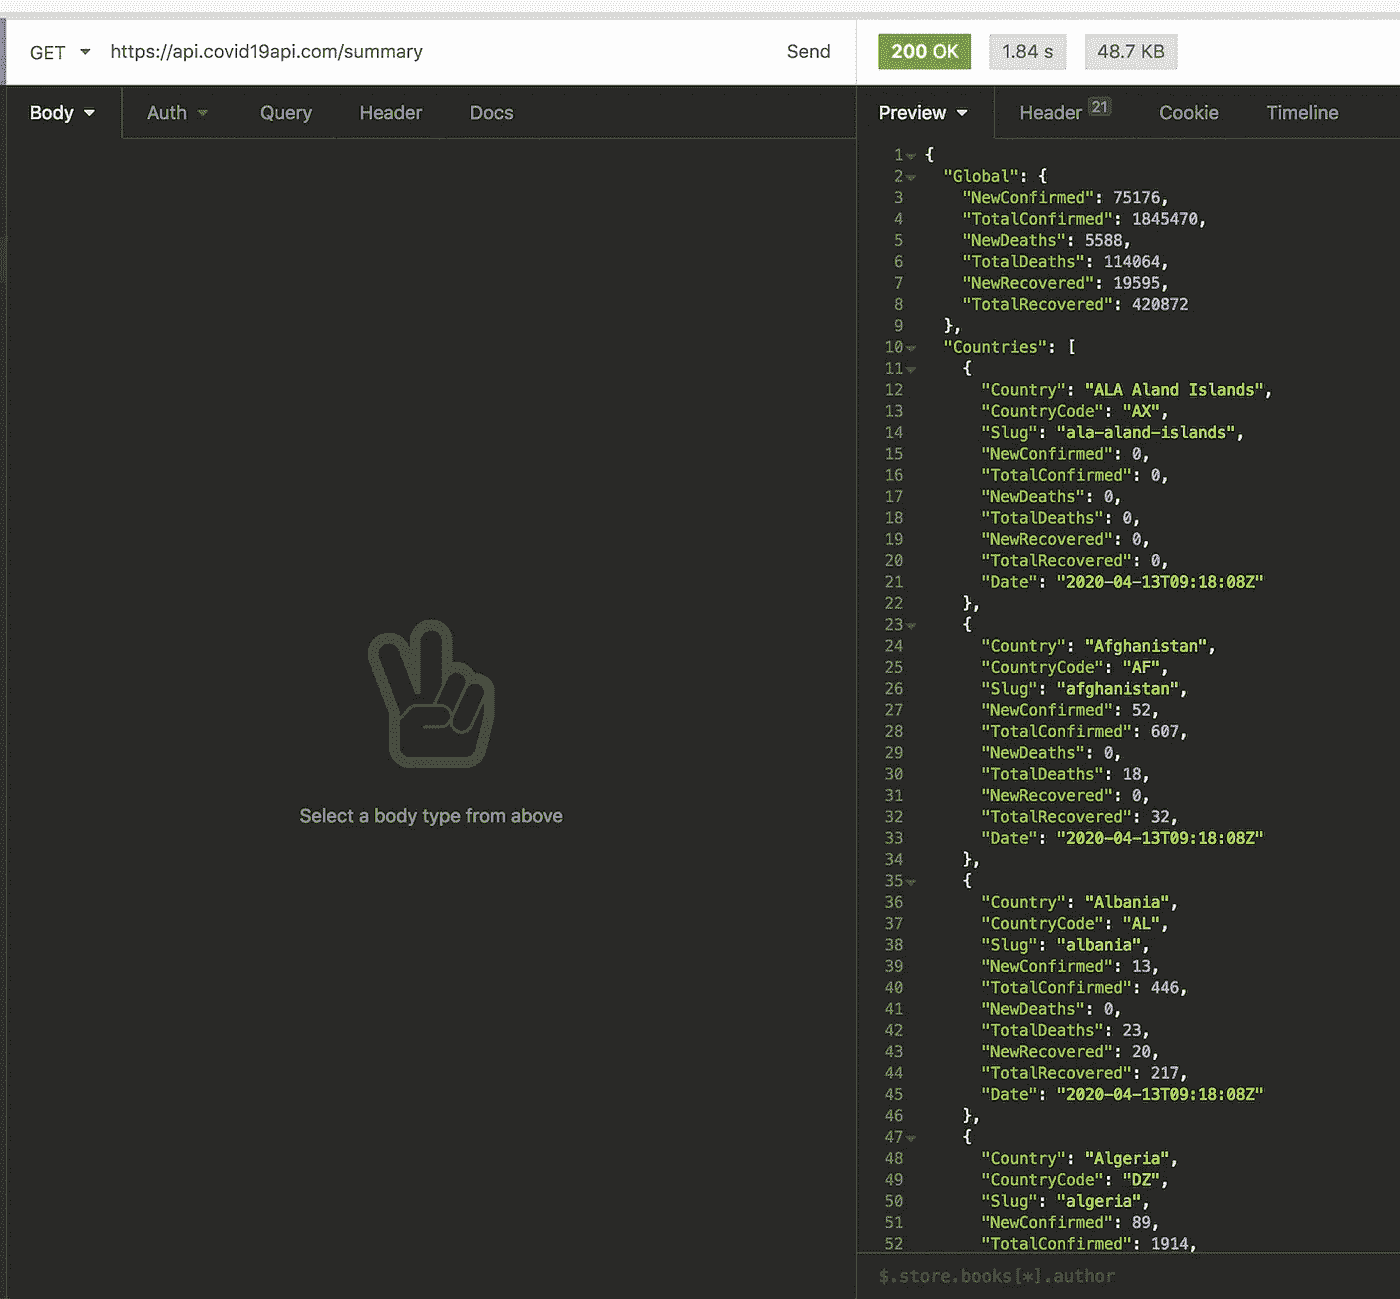 GET https://api.covid19api.com/summary Send 200 OK 1.84 s 48.7 KB
Body Auth Query Header Docs
Select a body type from above
Preview Header 21 Cookie Timeline
1 {
2 "Global": {
3 "NewConfirmed": 75176,
4 "TotalConfirmed": 1845470,
5 "NewDeaths": 5588,
6 "TotalDeaths": 114064,
7 "NewRecovered": 19595,
8 "TotalRecovered": 420872
9 },
10 "Countries": [
11 {
12 "Country": "ALA Aland Islands",
13 "CountryCode": "AX",
14 "Slug": "ala-aland-islands",
15 "NewConfirmed": 0,
16 "TotalConfirmed": 0,
17 "NewDeaths": 0,
18 "TotalDeaths": 0,
19 "NewRecovered": 0,
20 "TotalRecovered": 0,
21 "Date": "2020-04-13T09:18:08Z"
22 },
23 {
24 "Country": "Afghanistan",
25 "CountryCode": "AF",
26 "Slug": "afghanistan",
27 "NewConfirmed": 52,
28 "TotalConfirmed": 607,
29 "NewDeaths": 0,
30 "TotalDeaths": 18,
31 "NewRecovered": 0,
32 "TotalRecovered": 32,
33 "Date": "2020-04-13T09:18:08Z"
34 },
35 {
36 "Country": "Albania",
37 "CountryCode": "AL",
38 "Slug": "albania",
39 "NewConfirmed": 13,
40 "TotalConfirmed": 446,
41 "NewDeaths": 0,
42 "TotalDeaths": 23,
43 "NewRecovered": 20,
44 "TotalRecovered": 217,
45 "Date": "2020-04-13T09:18:08Z"
46 },
47 {
48 "Country": "Algeria",
49 "CountryCode": "DZ",
50 "Slug": "algeria",
51 "NewConfirmed": 89,
52 "TotalConfirmed": 1914,
$.store.books[*].author